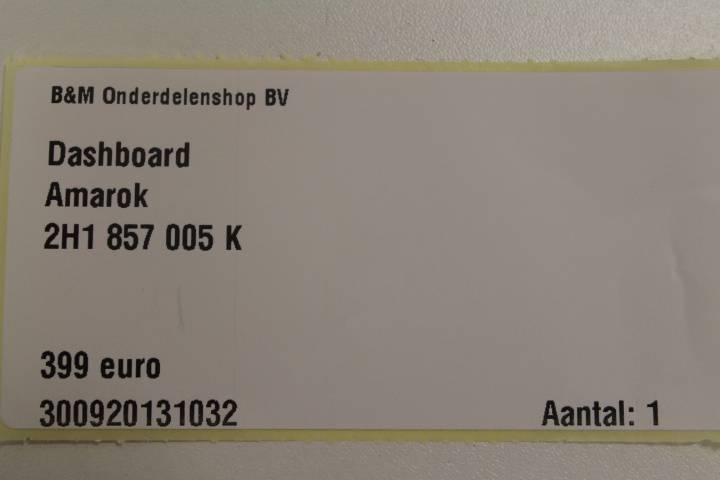 B&M Onderdelenshop BV
Dashboard
Amarok
2H1 857 005 K
399 euro
300920131032 Aantal: 1